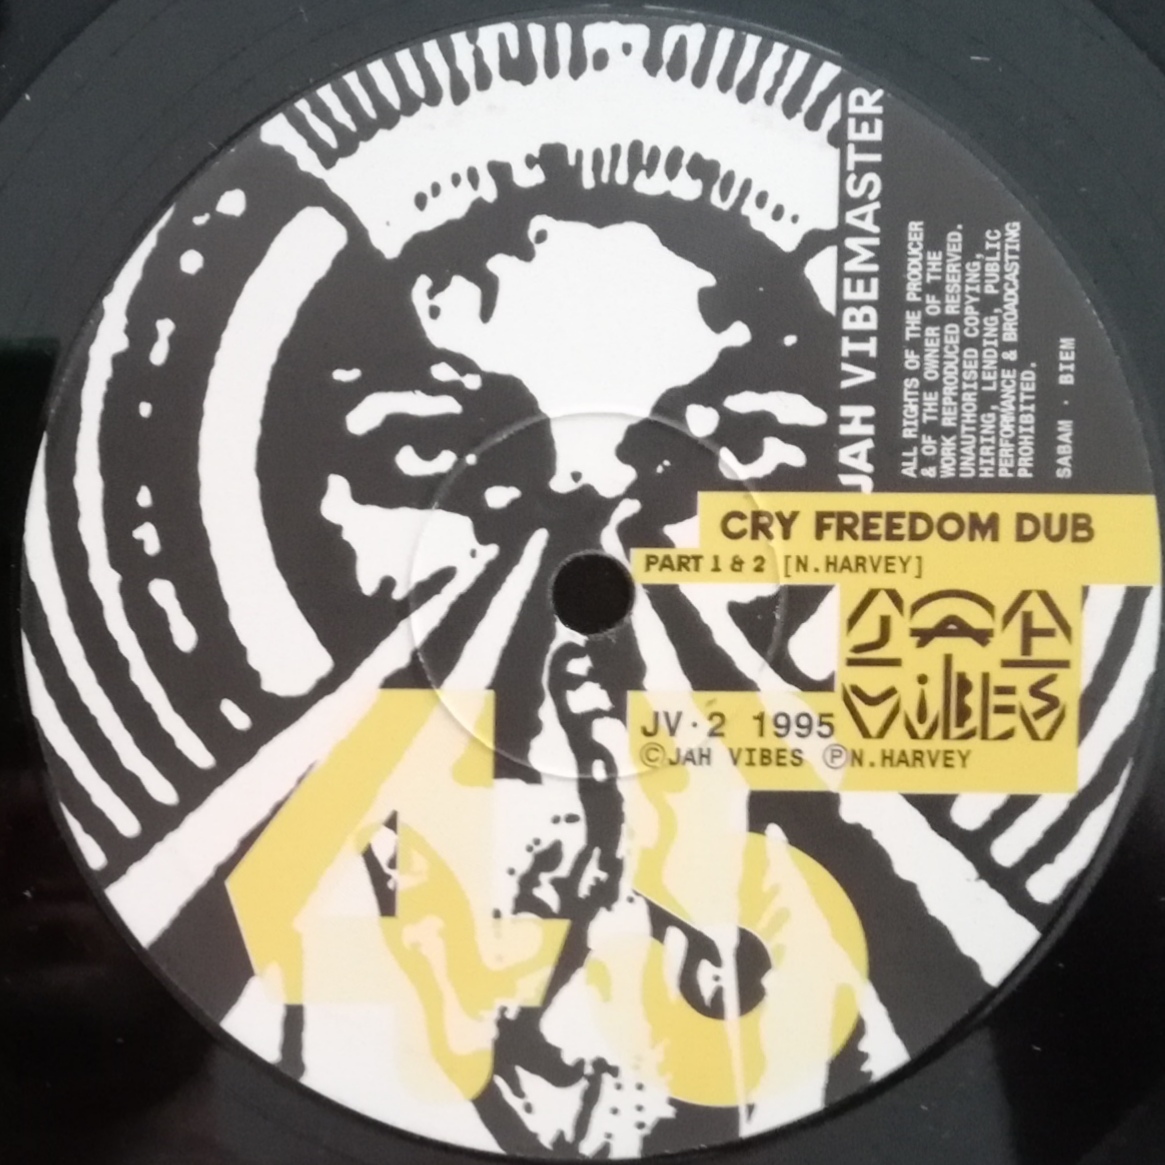 JAH VIBEMASTER
ALL RIGHTS OF THE PRODUCER
& OF THE OWNER OF THE
WORK REPRODUCED RESERVED.
UNAUTHORISED COPYING,
HIRING, LENDING, PUBLIC
PERFORMANCE & BROADCASTING
PROHIBITED.
SABAM · BIEM
CRY FREEDOM DUB
PART 1 & 2 [N.HARVEY]
JAH
ViBES
JV·2 1995
©JAH VIBES ℗N.HARVEY
45